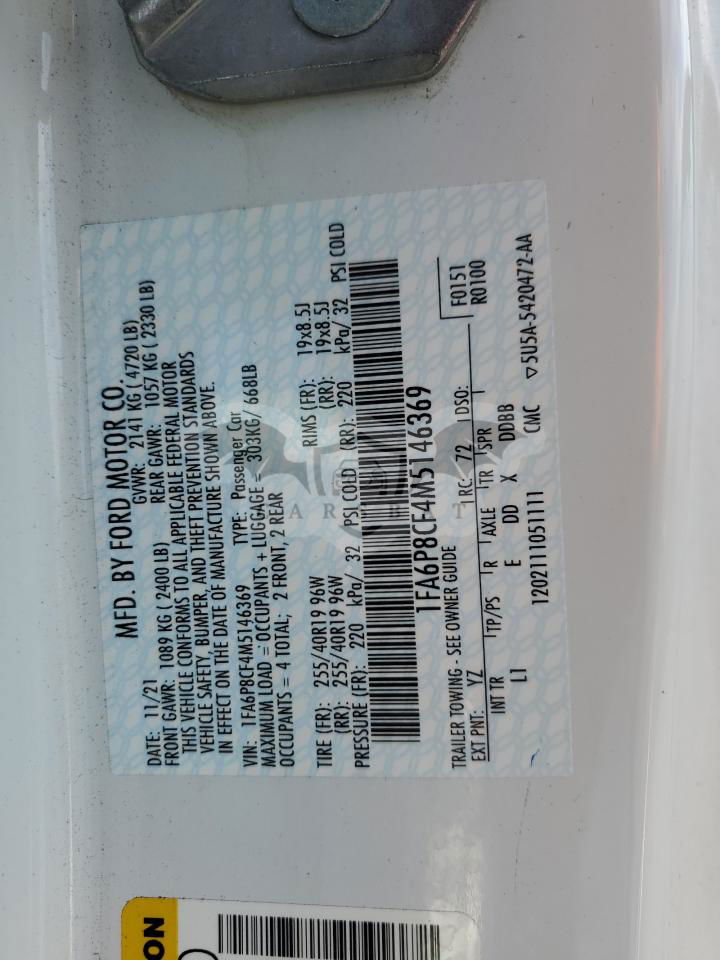 MFD. BY FORD MOTOR CO.
DATE: 11/21 GVWR: 2141 KG ( 4720 LB)
FRONT GAWR: 1089 KG ( 2400 LB) REAR GAWR: 1057 KG ( 2330 LB)
THIS VEHICLE CONFORMS TO ALL APPLICABLE FEDERAL MOTOR
VEHICLE SAFETY, BUMPER, AND THEFT PREVENTION STANDARDS
IN EFFECT ON THE DATE OF MANUFACTURE SHOWN ABOVE.
VIN: 1FA6P8CF4M5146369 TYPE: Passenger Car
MAXIMUM LOAD = OCCUPANTS + LUGGAGE = 303KG/ 668LB
OCCUPANTS = 4 TOTAL; 2 FRONT, 2 REAR
TIRE (FR): 255/40R19 96W RIMS (FR): 19x8.5J
(RR): 255/40R19 96W (RR): 19x8.5J
PRESSURE (FR): 220 kPa/ 32 PSI COLD (RR): 220 kPa/ 32 PSI COLD
1FA6P8CF4M5146369
TRAILER TOWING - SEE OWNER GUIDE
F0151
R0100
EXT PNT: YZ RC: 72 DSO:
INT TR TP/PS R AXLE TR SPR
LI E DD X DDBB
1202111051111 CMC ▽5U5A-5420472-AA
ON